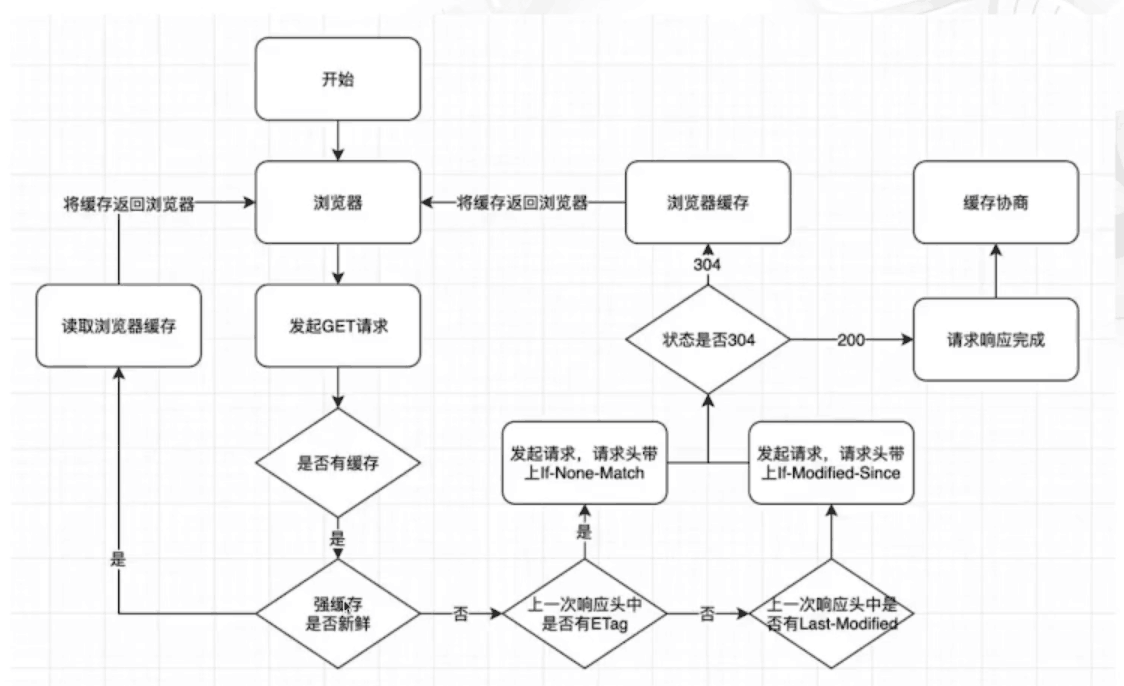 开始
将缓存返回浏览器
浏览器
将缓存返回浏览器
浏览器缓存
缓存协商
304
读取浏览器缓存
发起GET请求
状态是否304
200
请求响应完成
是否有缓存
发起请求，请求头带
上If-None-Match
发起请求，请求头带
上If-Modified-Since
是
是
是
强缓存
是否新鲜
否
上一次响应头中
是否有ETag
否
上一次响应头中是
否有Last-Modified